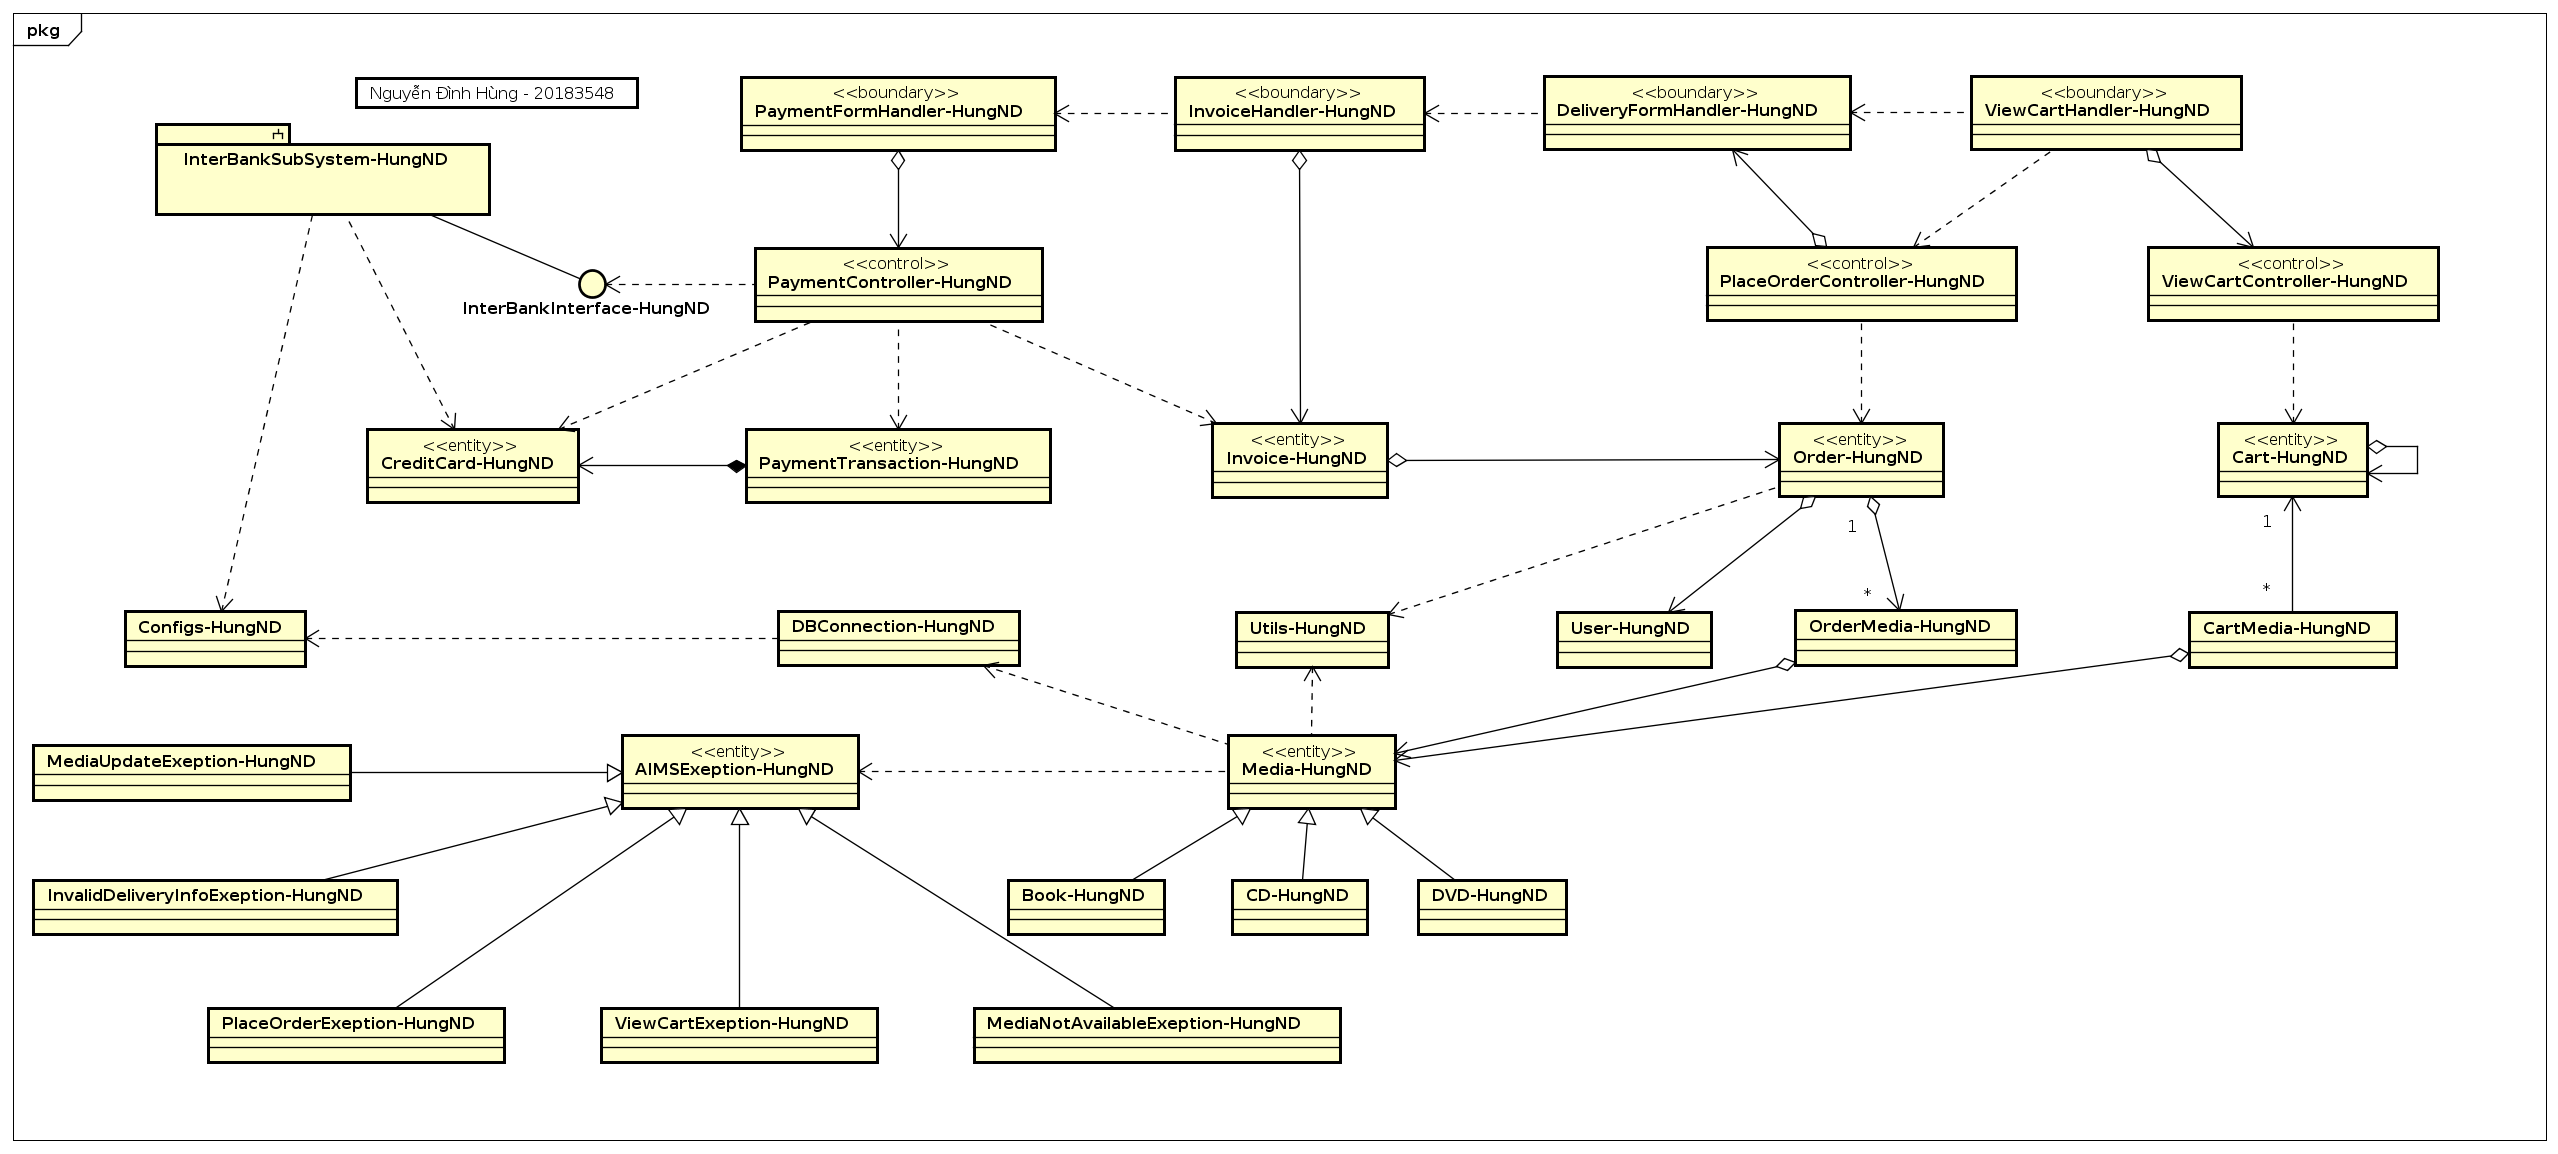 pkg
Nguyễn Đình Hùng - 20183548
<<boundary>>
PaymentFormHandler-HungND
<<boundary>>
InvoiceHandler-HungND
<<boundary>>
DeliveryFormHandler-HungND
<<boundary>>
ViewCartHandler-HungND
InterBankSubSystem-HungND
InterBankInterface-HungND
<<control>>
PaymentController-HungND
<<control>>
PlaceOrderController-HungND
<<control>>
ViewCartController-HungND
<<entity>>
CreditCard-HungND
<<entity>>
PaymentTransaction-HungND
<<entity>>
Invoice-HungND
<<entity>>
Order-HungND
<<entity>>
Cart-HungND
1
1
*
*
Configs-HungND
DBConnection-HungND
Utils-HungND
User-HungND
OrderMedia-HungND
CartMedia-HungND
MediaUpdateExeption-HungND
<<entity>>
AIMSExeption-HungND
<<entity>>
Media-HungND
InvalidDeliveryInfoExeption-HungND
Book-HungND
CD-HungND
DVD-HungND
PlaceOrderExeption-HungND
ViewCartExeption-HungND
MediaNotAvailableExeption-HungND